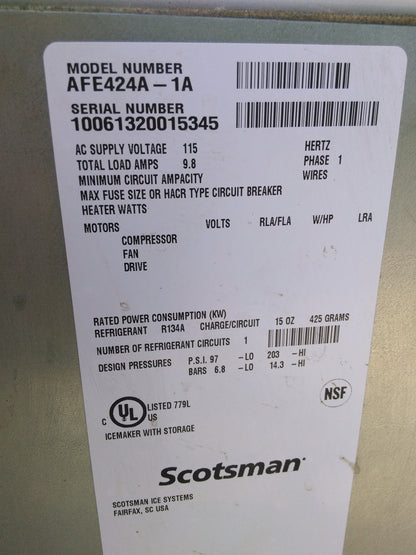 MODEL NUMBER
AFE424A-1A
SERIAL NUMBER
10061320015345
AC SUPPLY VOLTAGE 115 HERTZ
TOTAL LOAD AMPS 9.8 PHASE 1
MINIMUM CIRCUIT AMPACITY WIRES
MAX FUSE SIZE OR HACR TYPE CIRCUIT BREAKER
HEATER WATTS
MOTORS VOLTS RLA/FLA W/HP LRA
COMPRESSOR
FAN
DRIVE
RATED POWER CONSUMPTION (KW)
REFRIGERANT R134A CHARGE/CIRCUIT 15 OZ 425 GRAMS
NUMBER OF REFRIGERANT CIRCUITS 1
DESIGN PRESSURES P.S.I. 97 -LO 203 -HI
BARS 6.8 -LO 14.3 -HI
C UL US LISTED 779L
NSF
ICEMAKER WITH STORAGE
Scotsman
SCOTSMAN ICE SYSTEMS
FAIRFAX, SC USA